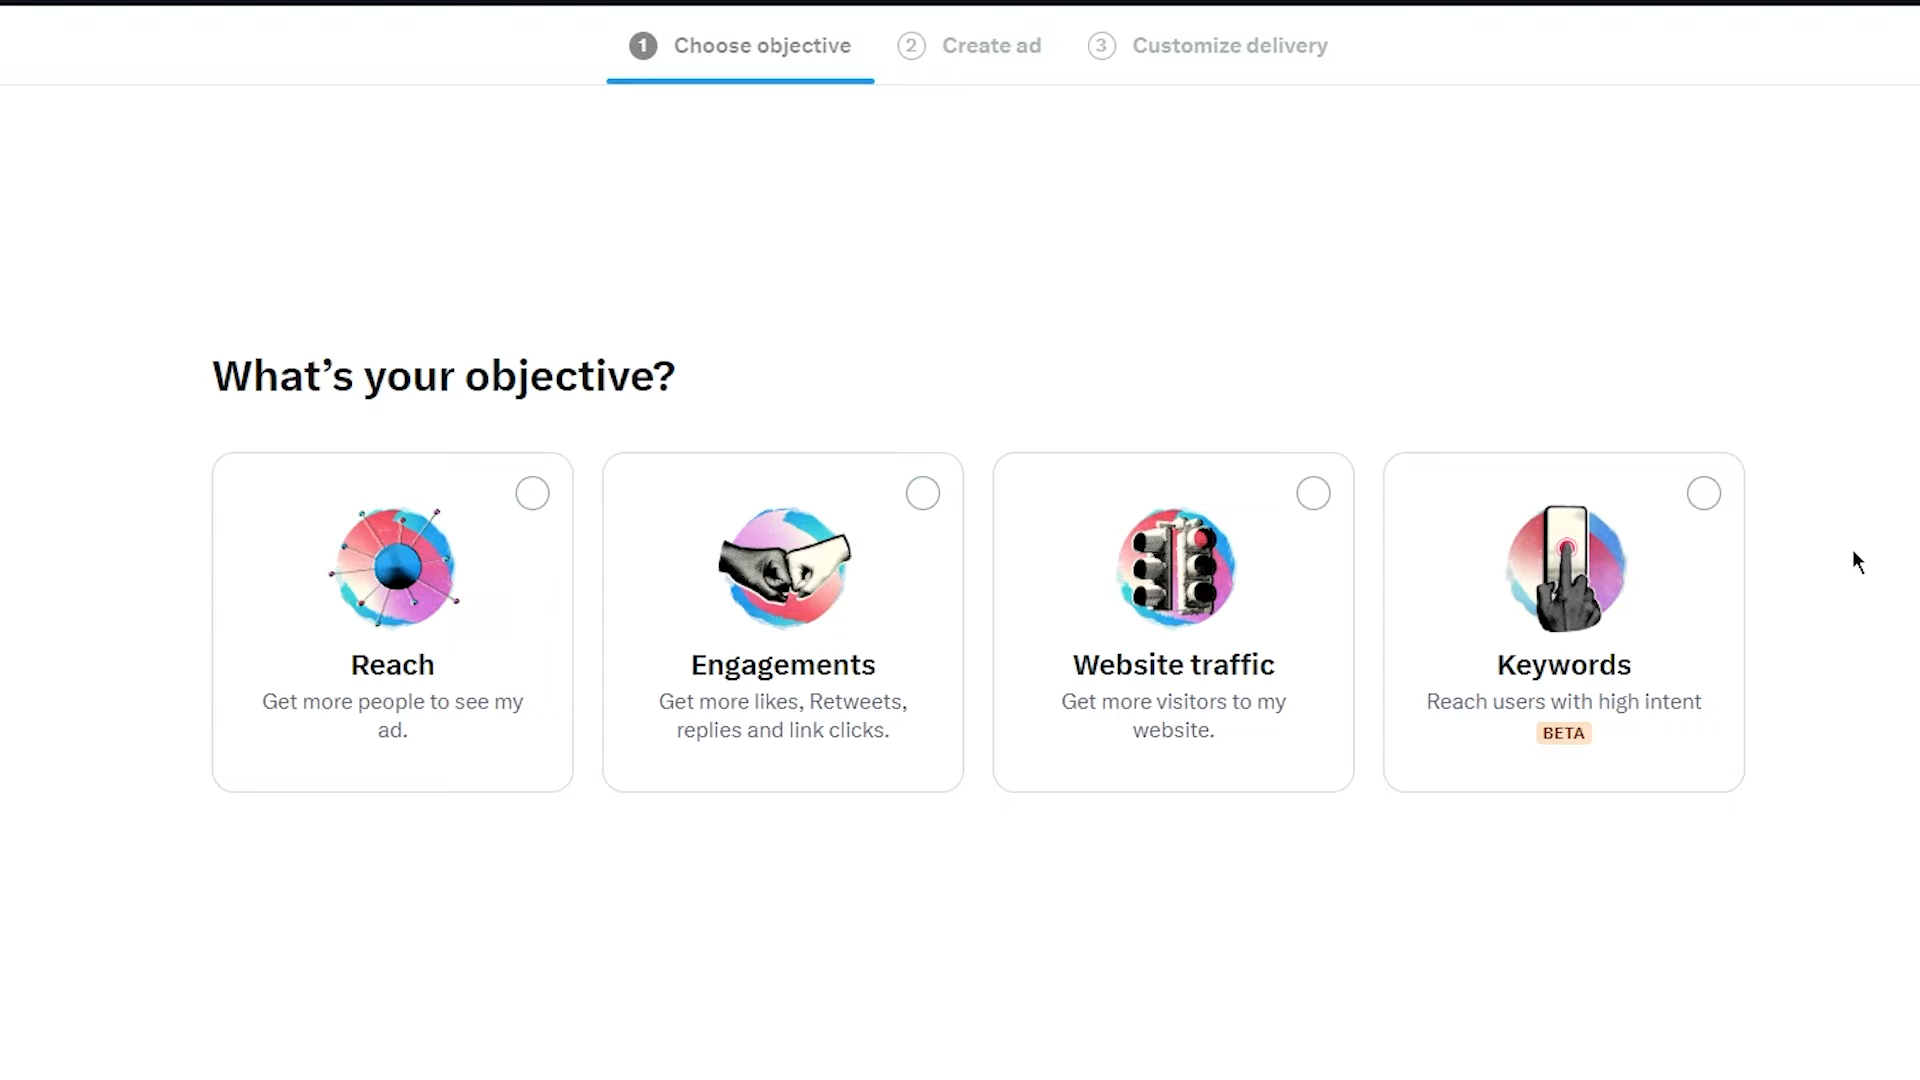 1 Choose objective 2 Create ad 3 Customize delivery
What’s your objective?
Reach
Get more people to see my
ad.
Engagements
Get more likes, Retweets,
replies and link clicks.
Website traffic
Get more visitors to my
website.
Keywords
Reach users with high intent
BETA